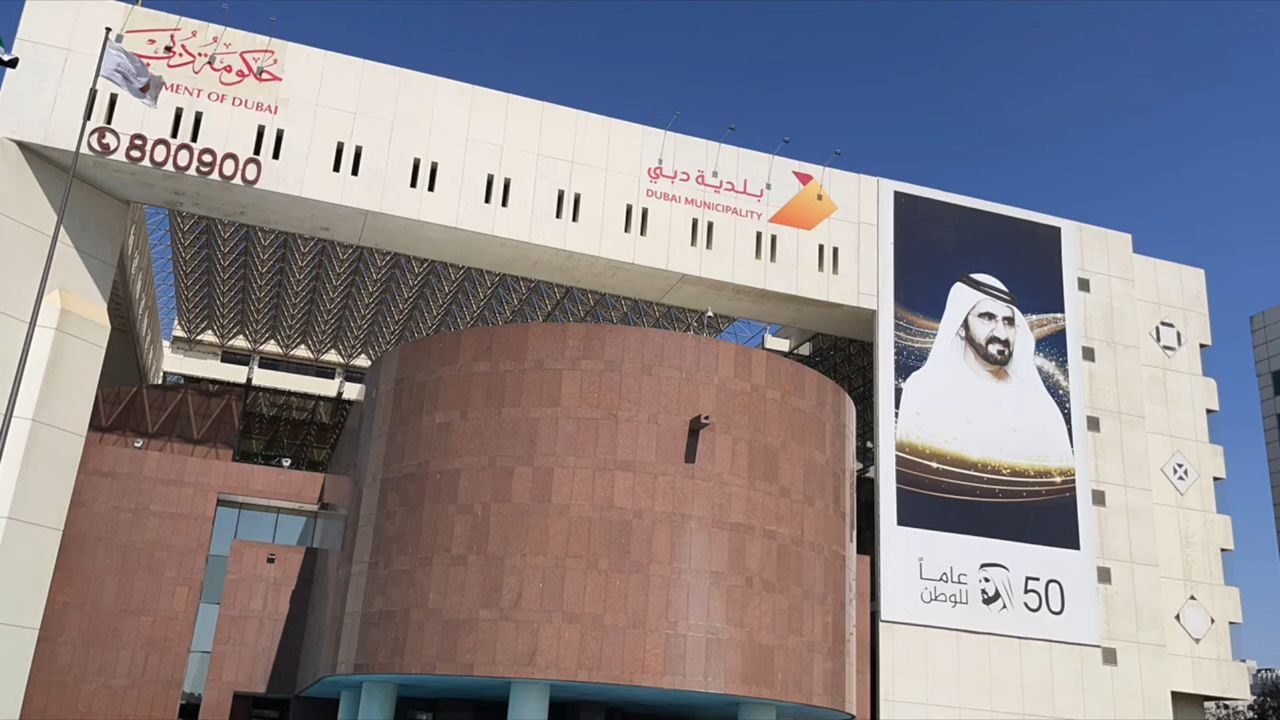 حكومة دبي
MENT OF DUBAI
800900
بلدية دبي
DUBAI MUNICIPALITY
50
عاماً
للوطن